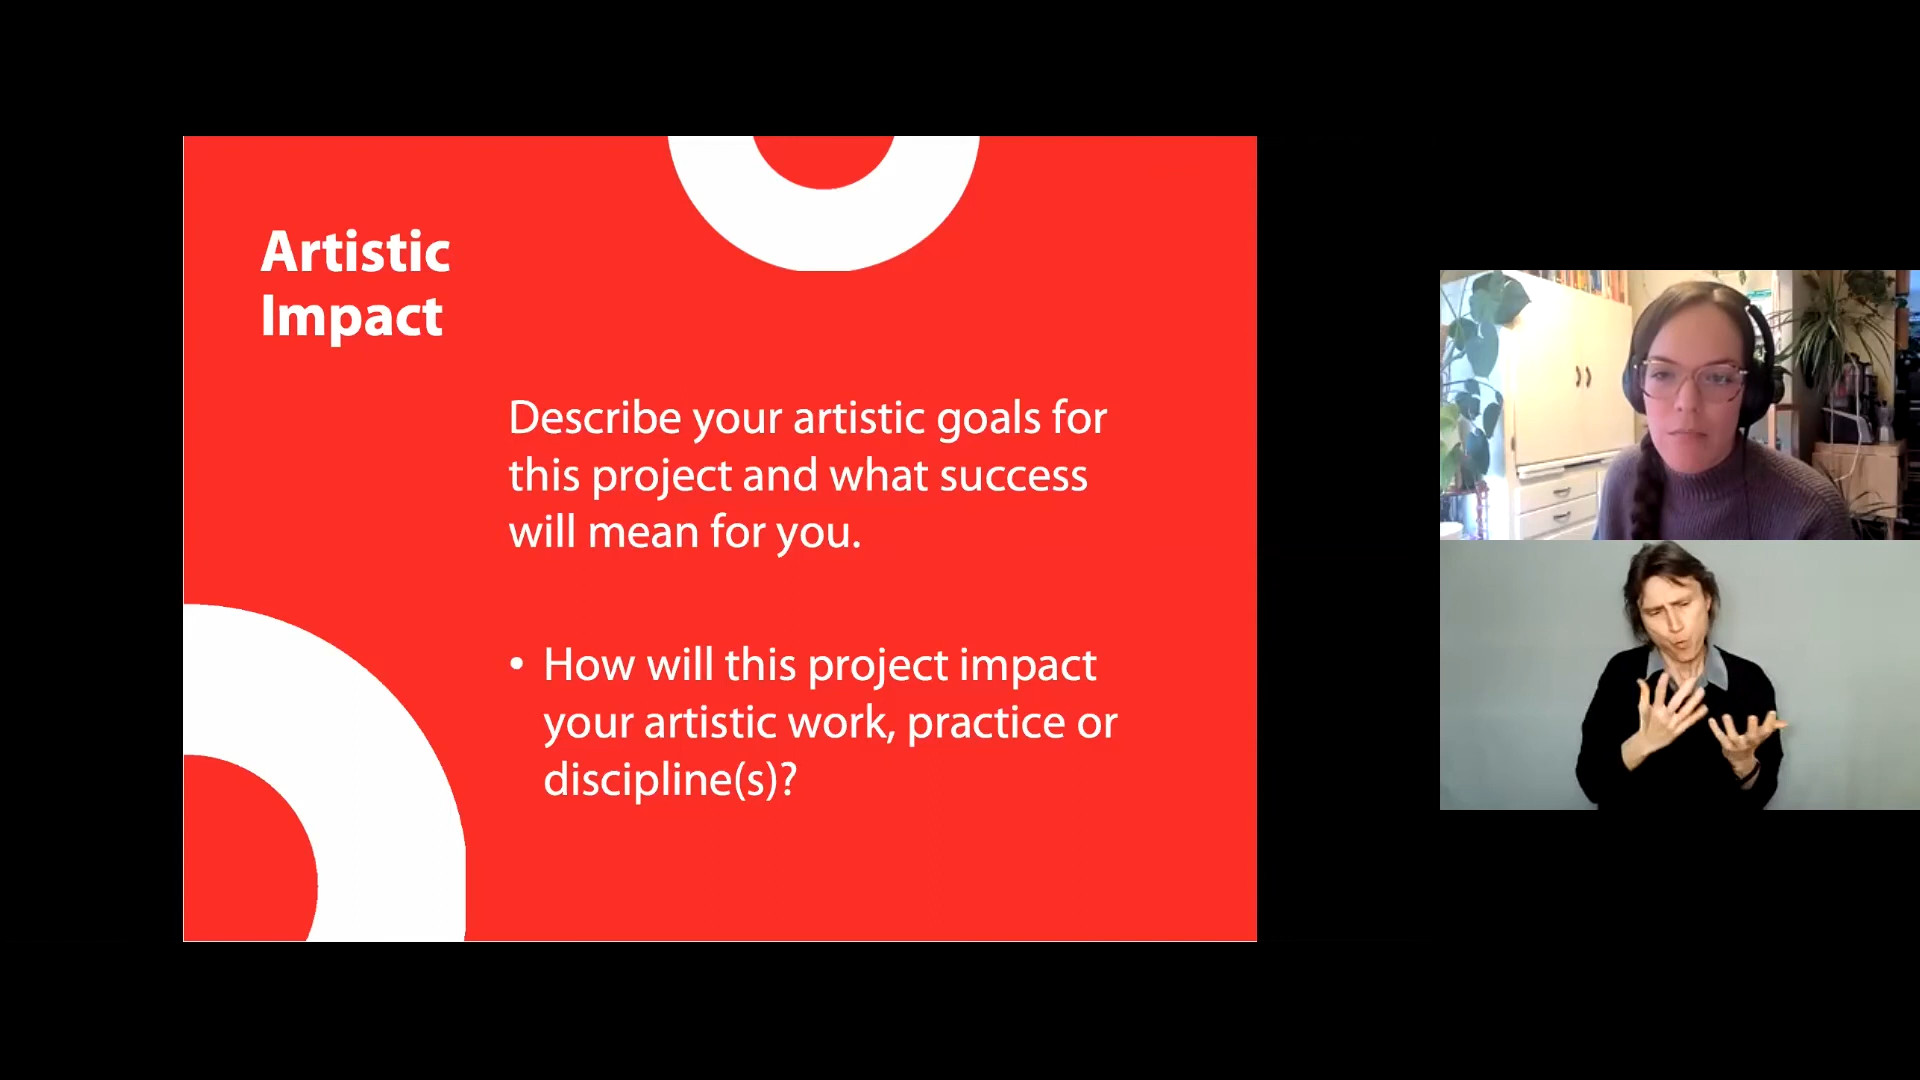 Artistic
Impact
Describe your artistic goals for
this project and what success
will mean for you.
• How will this project impact
your artistic work, practice or
discipline(s)?